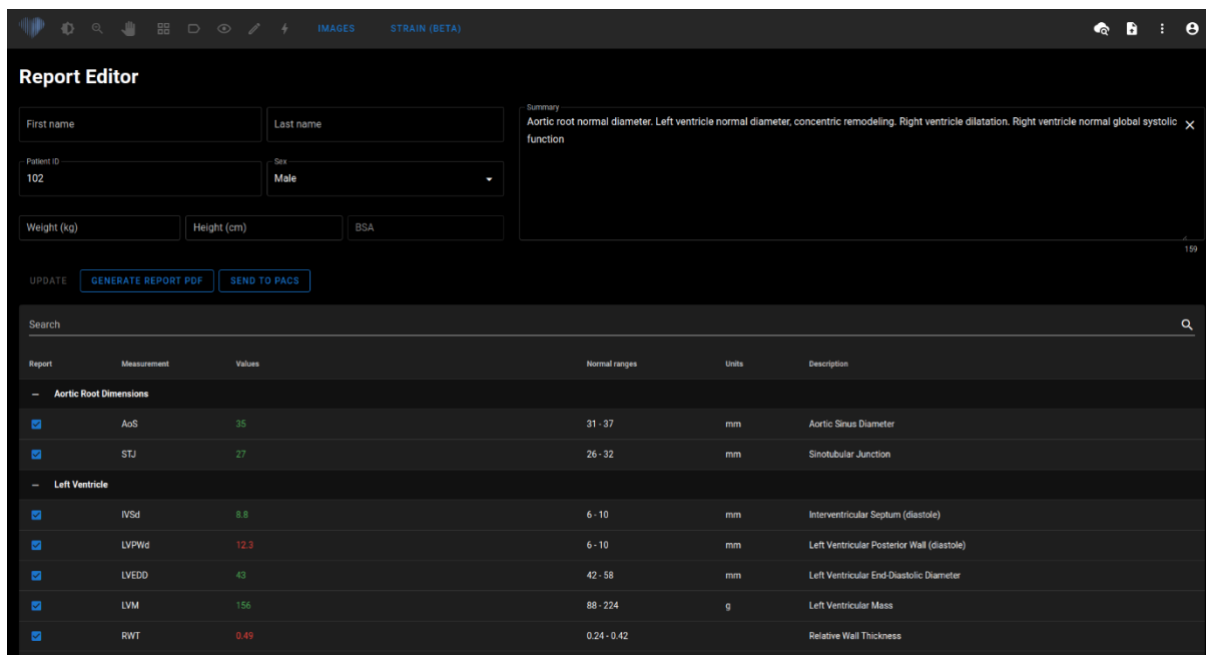 IMAGES STRAIN (BETA)
Report Editor
First name Last name
Summary
Aortic root normal diameter. Left ventricle normal diameter, concentric remodeling. Right ventricle dilatation. Right ventricle normal global systolic
function
Patient ID Sex
102 Male
Weight (kg) Height (cm) BSA
159
UPDATE GENERATE REPORT PDF SEND TO PACS
Search
Report Measurement Values Normal ranges Units Description
Aortic Root Dimensions
AoS 35 31 - 37 mm Aortic Sinus Diameter
STJ 27 26 - 32 mm Sinotubular Junction
Left Ventricle
IVSd 8.8 6 - 10 mm Interventricular Septum (diastole)
LVPWd 12.3 6 - 10 mm Left Ventricular Posterior Wall (diastole)
LVEDD 43 42 - 58 mm Left Ventricular End-Diastolic Diameter
LVM 156 88 - 224 g Left Ventricular Mass
RWT 0.49 0.24 - 0.42 Relative Wall Thickness